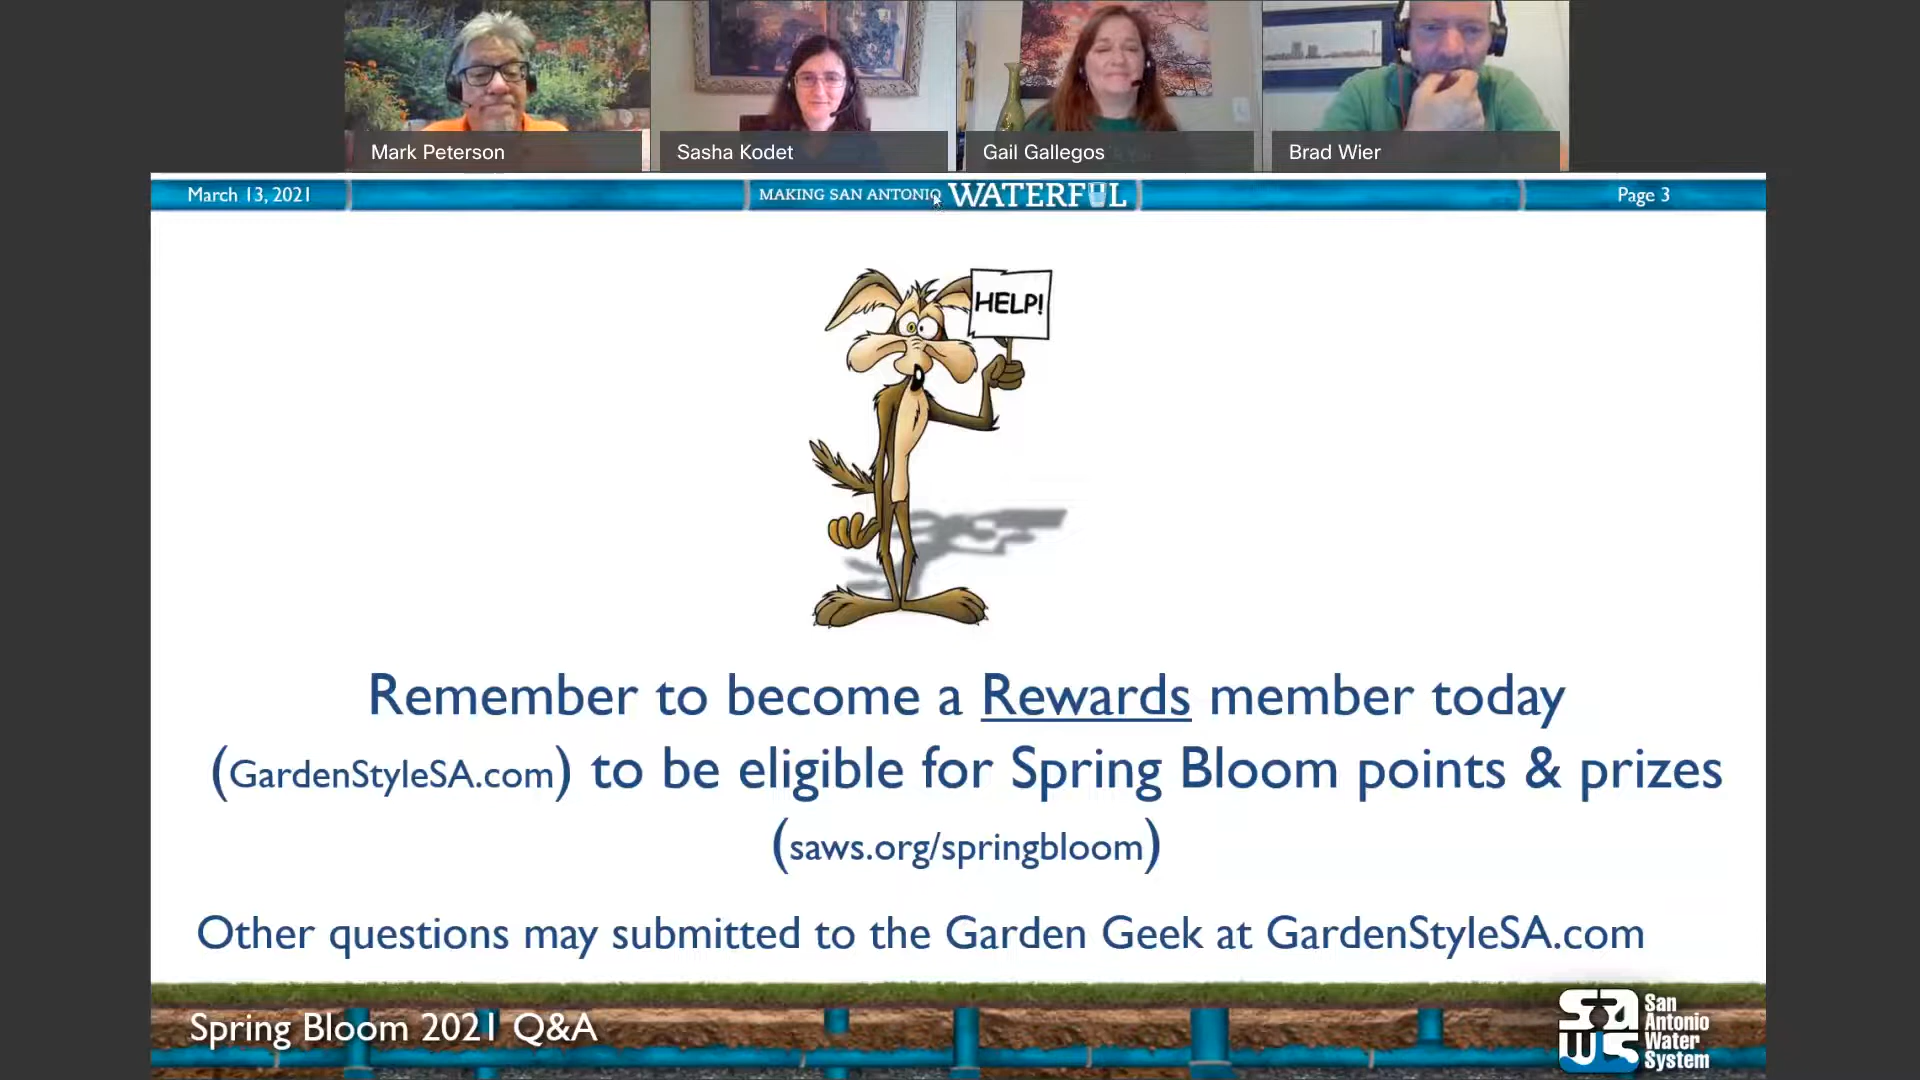 Mark Peterson
Sasha Kodet
Gail Gallegos
Brad Wier
March 13, 2021
MAKING SAN ANTONIO WATERFUL
Page 3
HELP!
Remember to become a Rewards member today
(GardenStyleSA.com) to be eligible for Spring Bloom points & prizes
(saws.org/springbloom)
Other questions may submitted to the Garden Geek at GardenStyleSA.com
Spring Bloom 2021 Q&A
saws
San
Antonio
Water
System